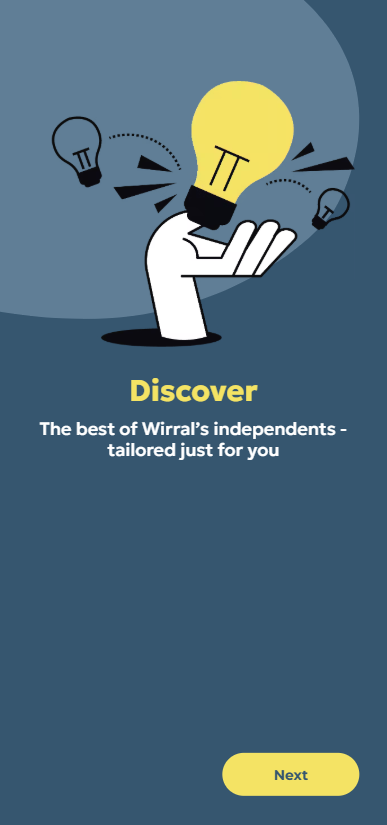 Discover
The best of Wirral's independents -
tailored just for you
Next